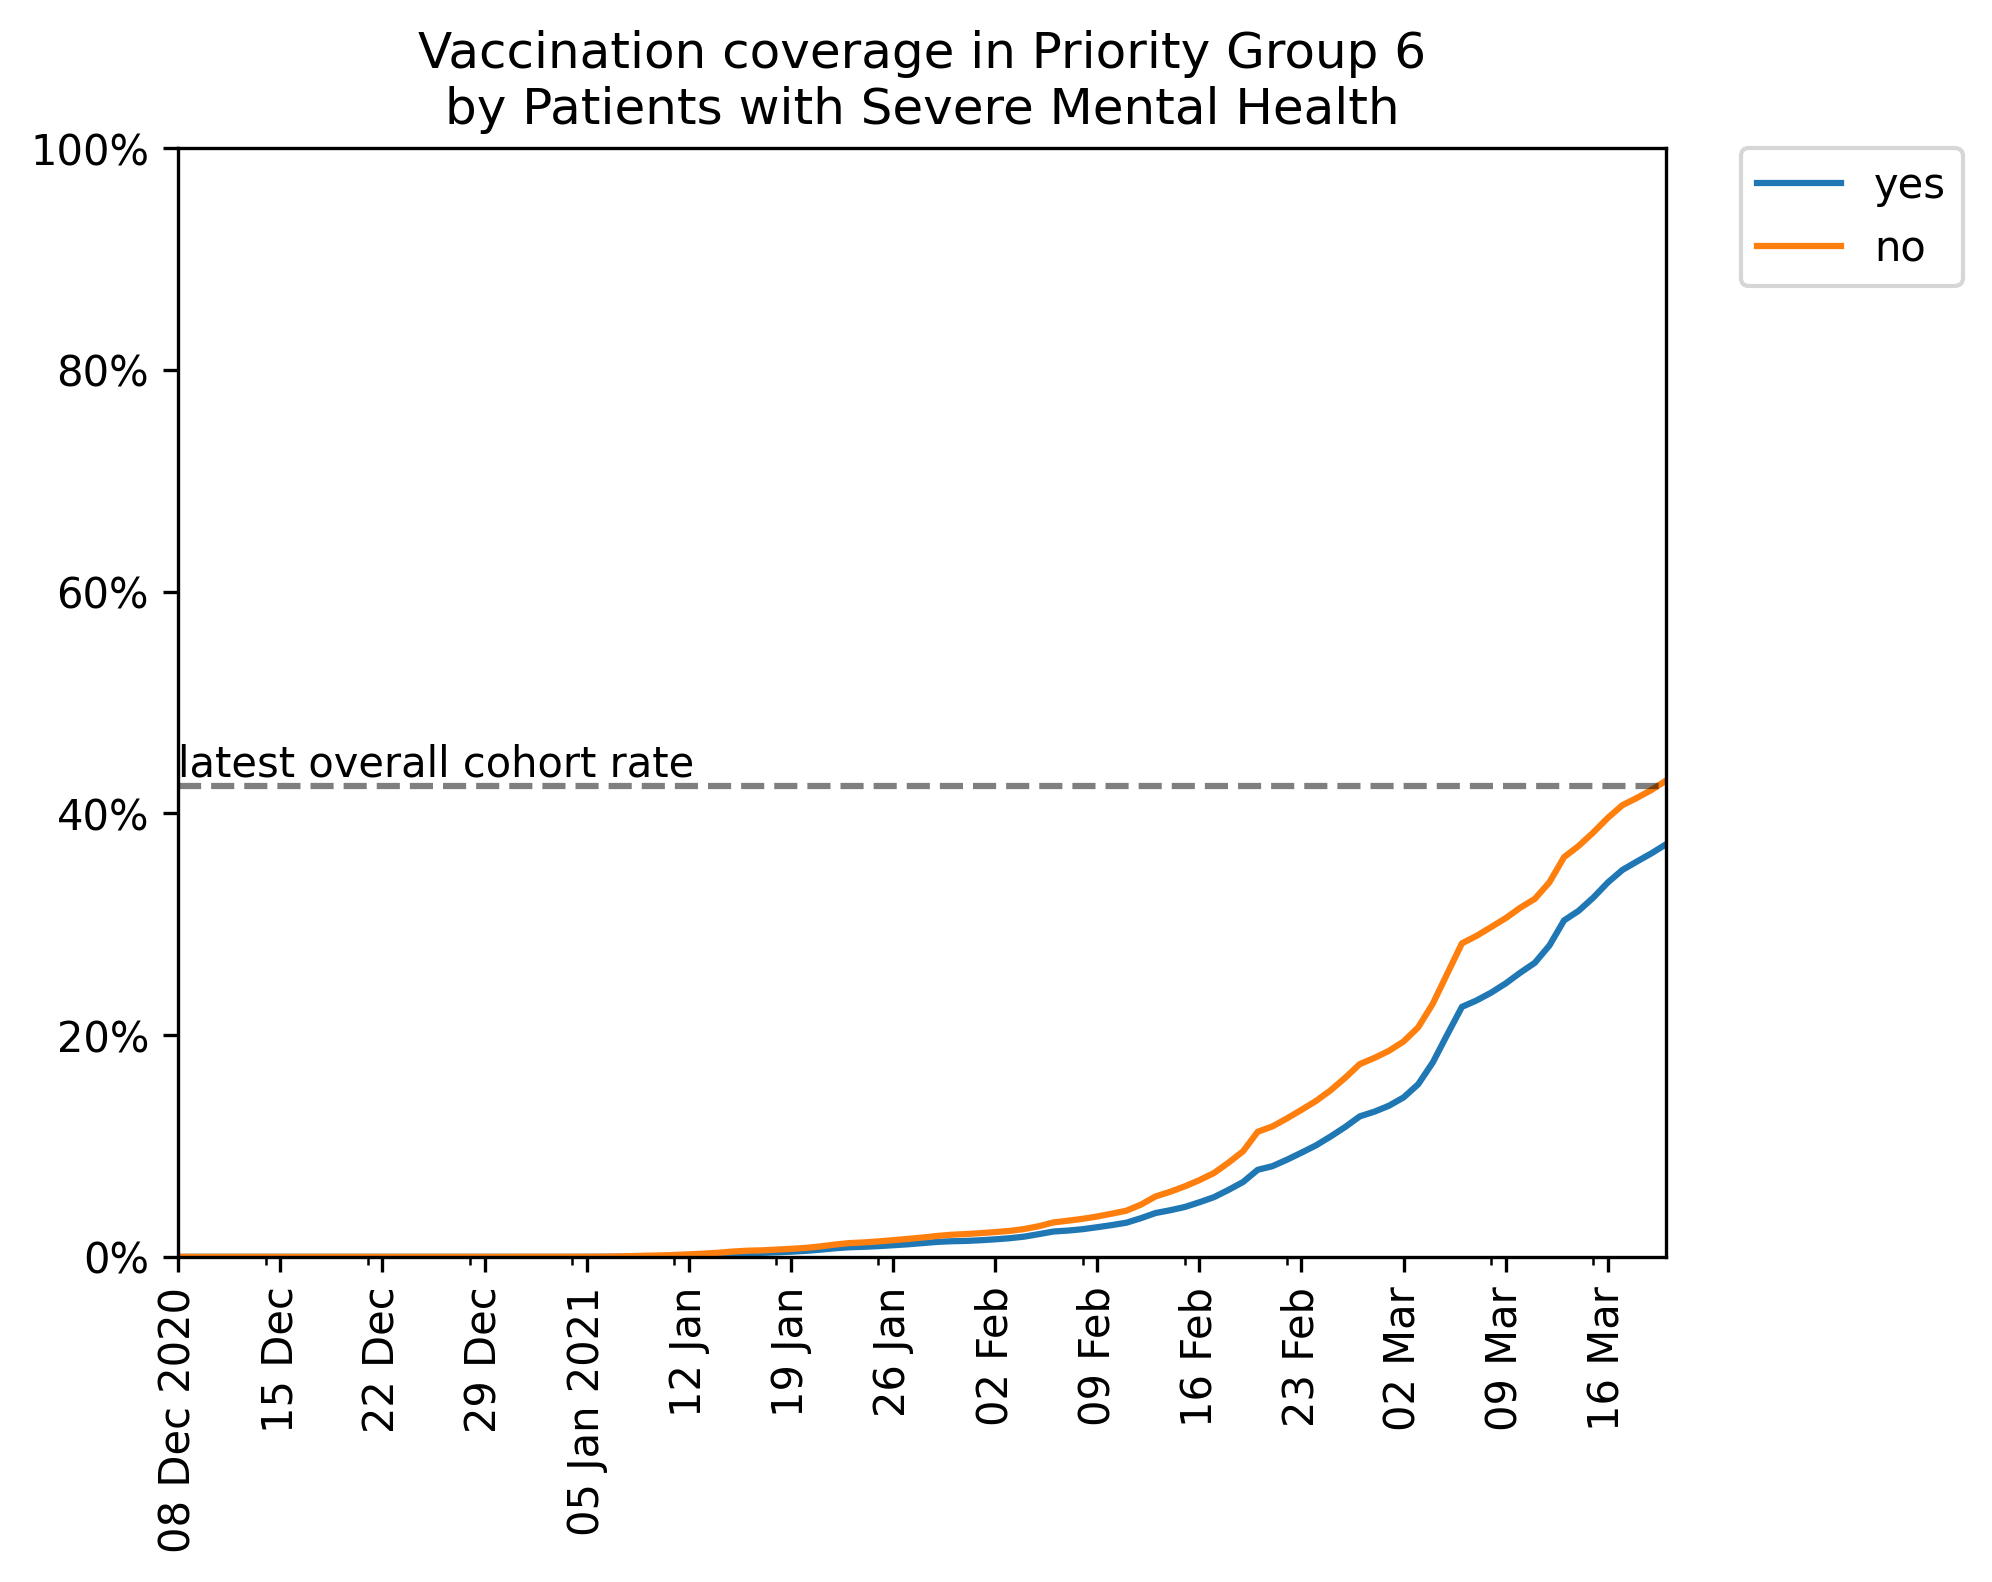 Vaccination coverage in Priority Group 6
by Patients with Severe Mental Health
100%
80%
60%
40%
20%
0%
latest overall cohort rate
yes
no
08 Dec 2020
15 Dec
22 Dec
29 Dec
05 Jan 2021
12 Jan
19 Jan
26 Jan
02 Feb
09 Feb
16 Feb
23 Feb
02 Mar
09 Mar
16 Mar